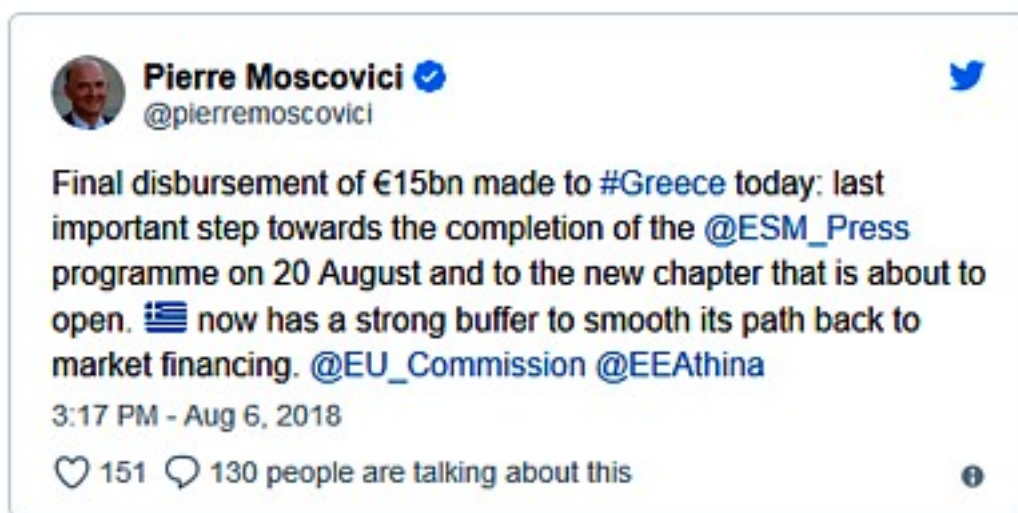 Pierre Moscovici
@pierremoscovici
Final disbursement of €15bn made to #Greece today: last
important step towards the completion of the @ESM_Press
programme on 20 August and to the new chapter that is about to
open. 🇬🇷 now has a strong buffer to smooth its path back to
market financing. @EU_Commission @EEAthina
3:17 PM - Aug 6, 2018
151 130 people are talking about this